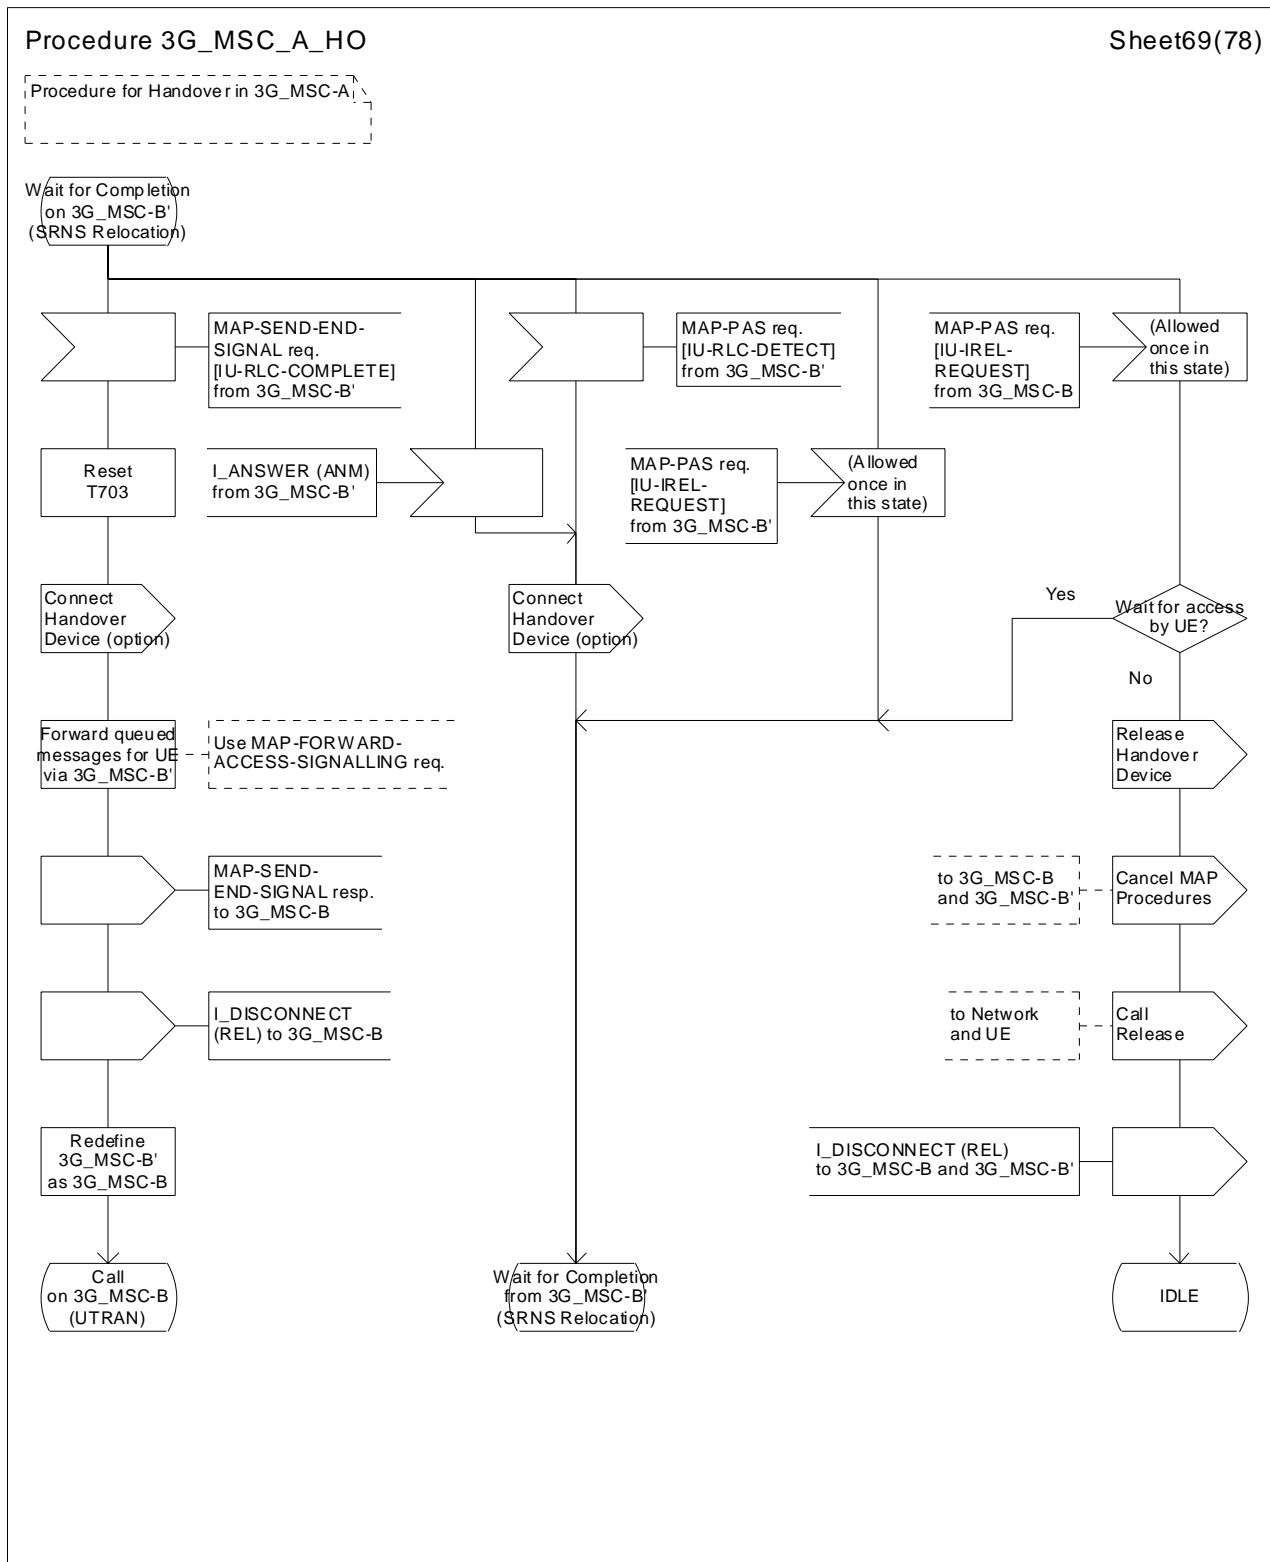 Procedure 3G_MSC_A_HO
Sheet69(78)
Procedure for Handover in 3G_MSC-A
Wait for Completion
on 3G_MSC-B'
(SRNS Relocation)
MAP-SEND-END-
SIGNAL req.
[IU-RLC-COMPLETE]
from 3G_MSC-B'
MAP-PAS req.
[IU-RLC-DETECT]
from 3G_MSC-B'
MAP-PAS req.
[IU-IREL-
REQUEST]
from 3G_MSC-B
(Allowed
once in
this state)
Reset
T703
I_ANSWER (ANM)
from 3G_MSC-B'
MAP-PAS req.
[IU-IREL-
REQUEST]
from 3G_MSC-B'
(Allowed
once in
this state)
Connect
Handover
Device (option)
Connect
Handover
Device (option)
Yes
Wait for access
by UE?
No
Forward queued
messages for UE
via 3G_MSC-B'
Use MAP-FORWARD-
ACCESS-SIGNALLING req.
Release
Handover
Device
MAP-SEND-
END-SIGNAL resp.
to 3G_MSC-B
to 3G_MSC-B
and 3G_MSC-B'
Cancel MAP
Procedures
I_DISCONNECT
(REL) to 3G_MSC-B
to Network
and UE
Call
Release
Redefine
3G_MSC-B'
as 3G_MSC-B
I_DISCONNECT (REL)
to 3G_MSC-B and 3G_MSC-B'
Call
on 3G_MSC-B
(UTRAN)
Wait for Completion
from 3G_MSC-B'
(SRNS Relocation)
IDLE